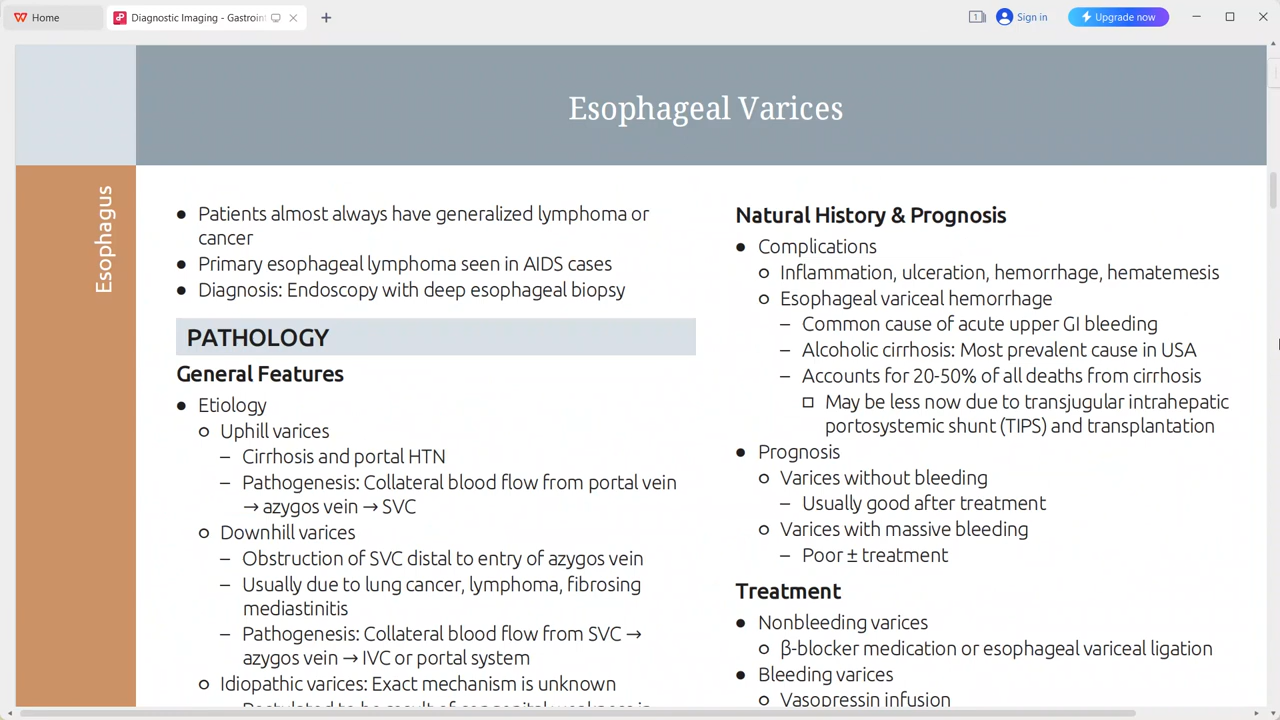 Home
Diagnostic Imaging - Gastroint
1
Sign in
Upgrade now
Esophageal Varices
Esophagus
● Patients almost always have generalized lymphoma or
cancer
● Primary esophageal lymphoma seen in AIDS cases
● Diagnosis: Endoscopy with deep esophageal biopsy
PATHOLOGY
General Features
● Etiology
○ Uphill varices
– Cirrhosis and portal HTN
– Pathogenesis: Collateral blood flow from portal vein
→ azygos vein → SVC
○ Downhill varices
– Obstruction of SVC distal to entry of azygos vein
– Usually due to lung cancer, lymphoma, fibrosing
mediastinitis
– Pathogenesis: Collateral blood flow from SVC →
azygos vein → IVC or portal system
○ Idiopathic varices: Exact mechanism is unknown
Natural History & Prognosis
● Complications
○ Inflammation, ulceration, hemorrhage, hematemesis
○ Esophageal variceal hemorrhage
– Common cause of acute upper GI bleeding
– Alcoholic cirrhosis: Most prevalent cause in USA
– Accounts for 20-50% of all deaths from cirrhosis
□ May be less now due to transjugular intrahepatic
portosystemic shunt (TIPS) and transplantation
● Prognosis
○ Varices without bleeding
– Usually good after treatment
○ Varices with massive bleeding
– Poor ± treatment
Treatment
● Nonbleeding varices
○ β-blocker medication or esophageal variceal ligation
● Bleeding varices
○ Vasopressin infusion